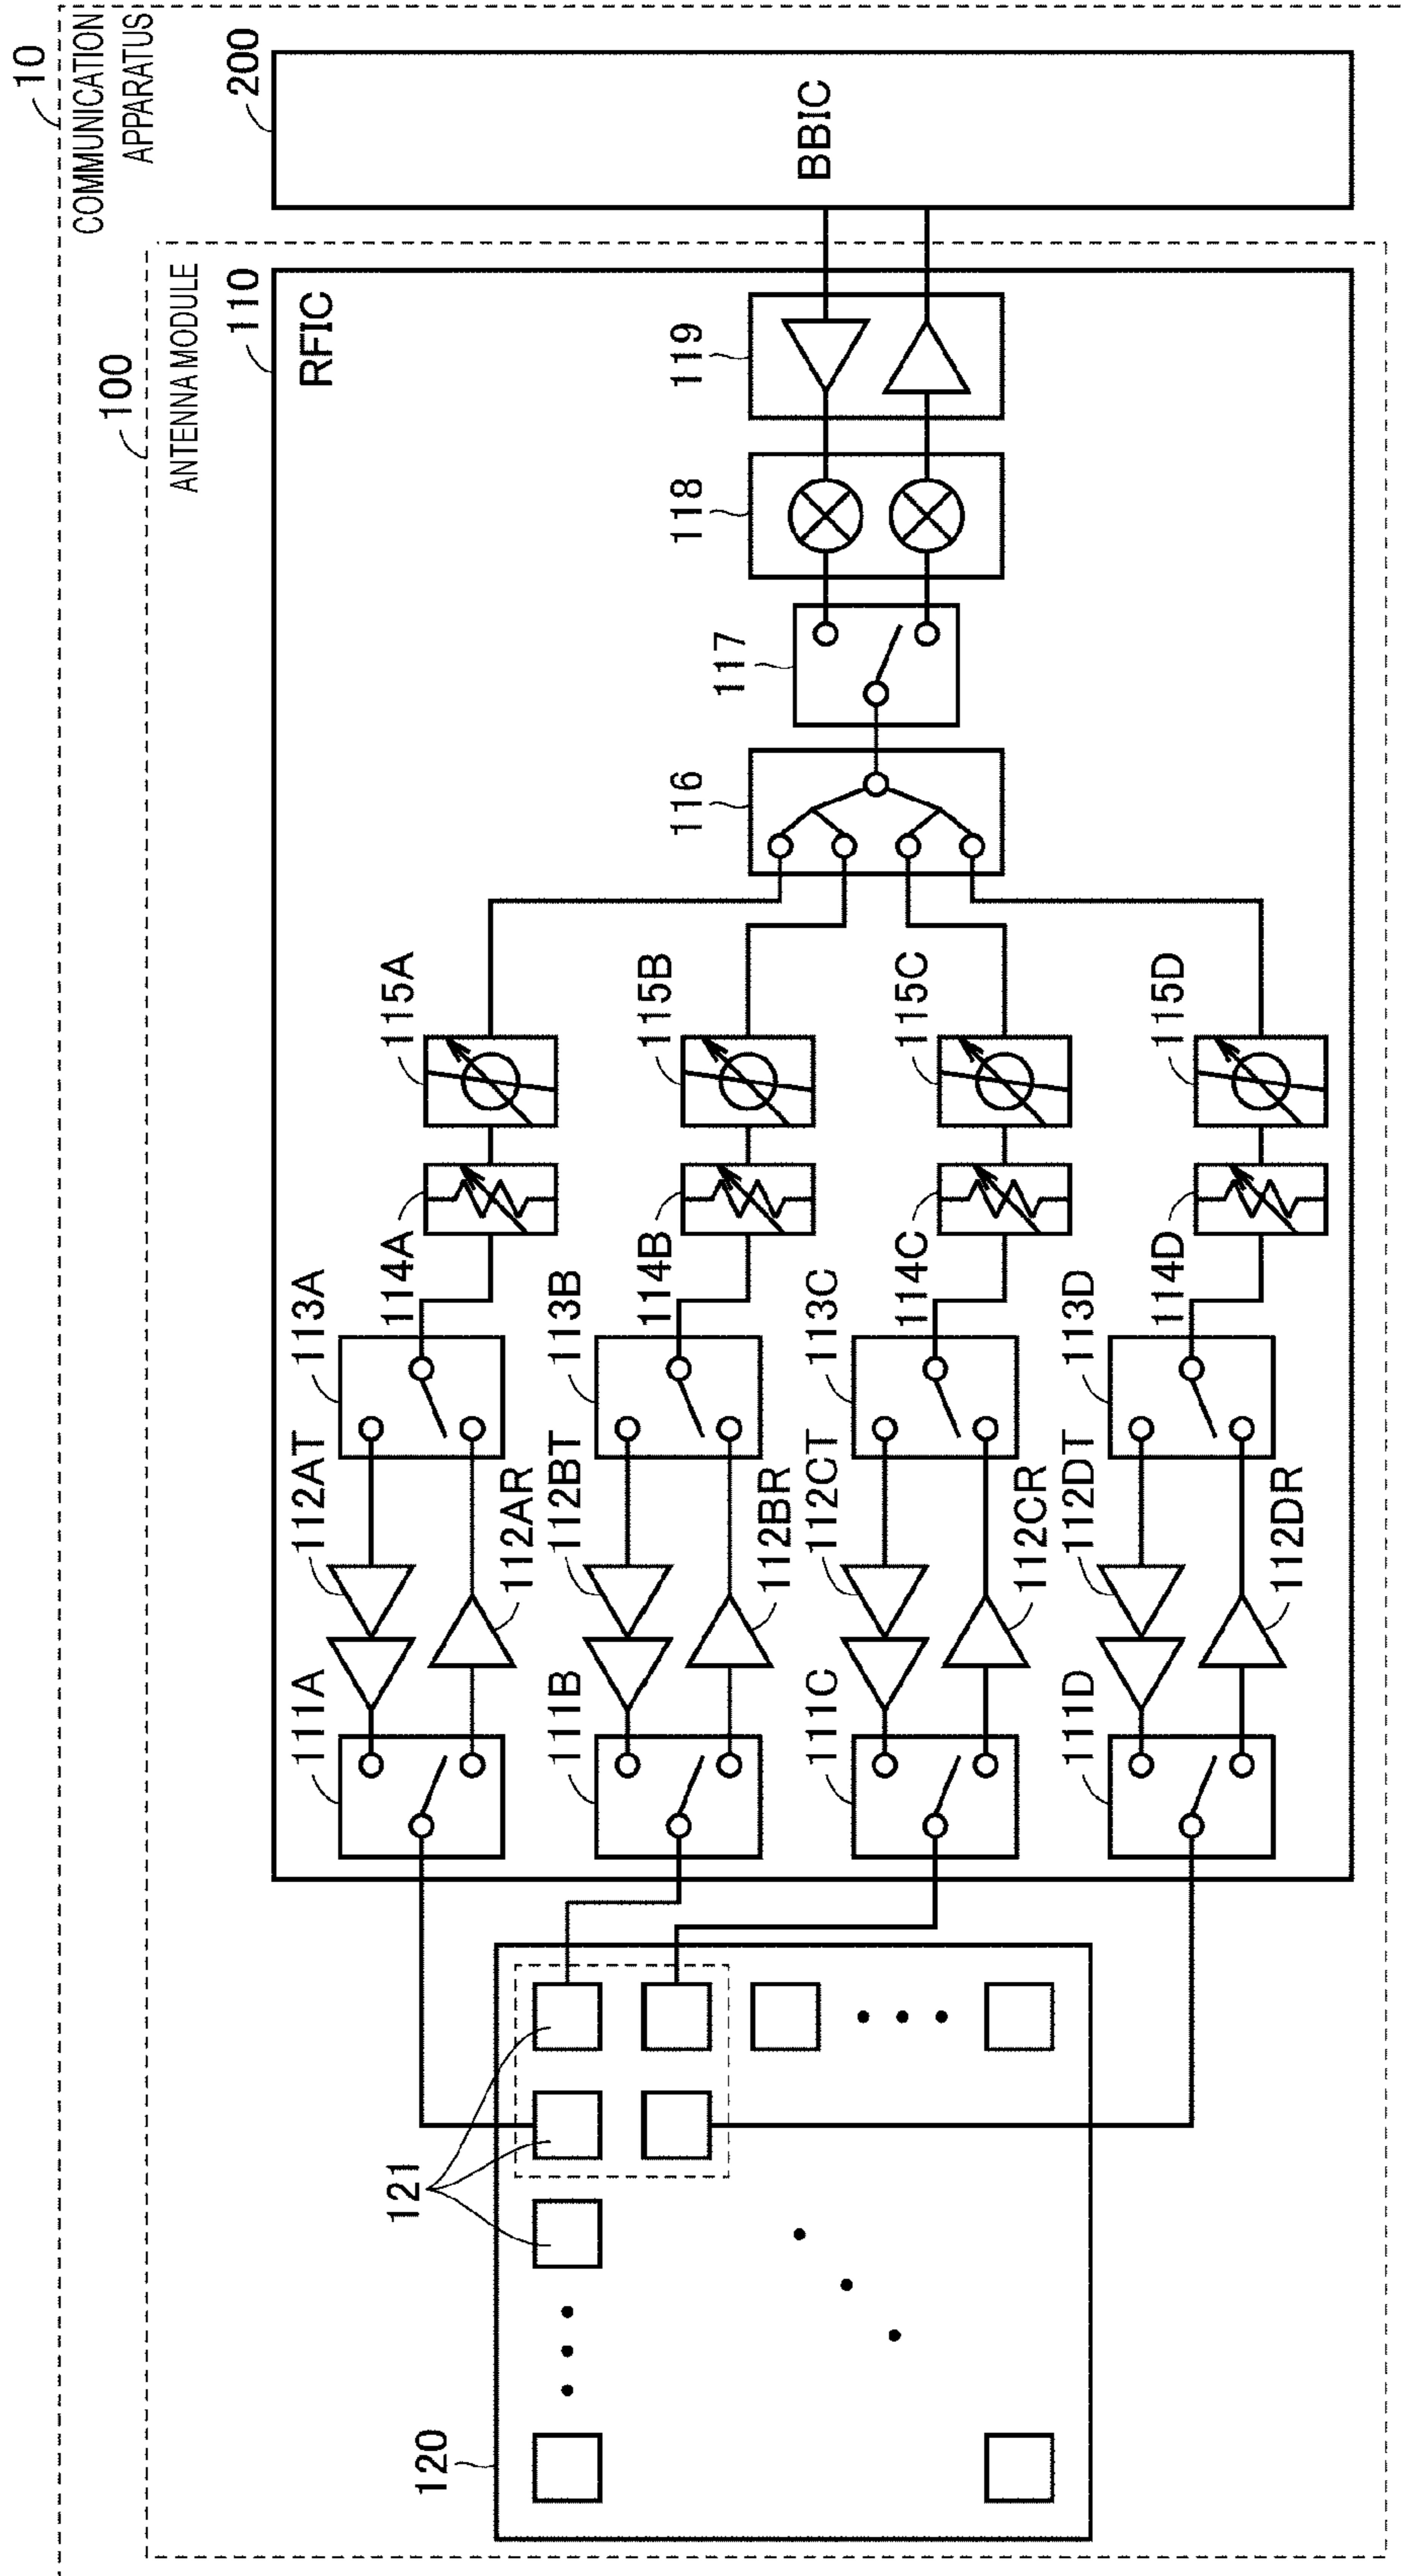 10
COMMUNICATION
APPARATUS
100
ANTENNA MODULE
200
BBIC
110
RFIC
119
118
117
116
115A
115B
115C
115D
114A
114B
114C
114D
113A
113B
113C
113D
112AT
112BT
112CT
112DT
112AR
112BR
112CR
112DR
111A
111B
111C
111D
121
120